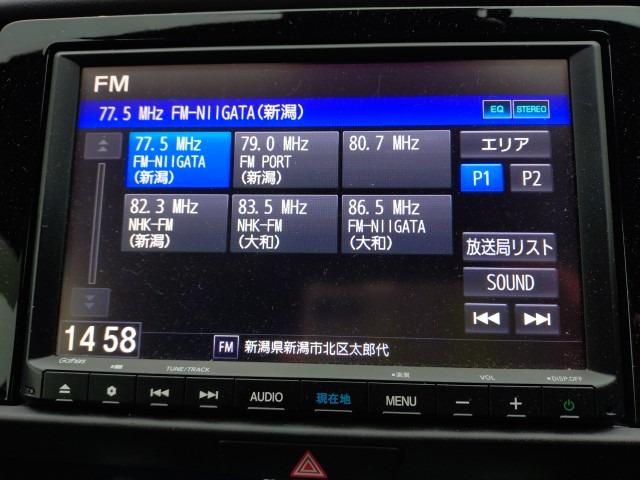 FM
77.5 MHz FM-NIIGATA(新潟)
EQ STEREO
77.5 MHz
FM-NIIGATA
(新潟)
79.0 MHz
FM PORT
(新潟)
80.7 MHz
82.3 MHz
NHK-FM
(新潟)
83.5 MHz
NHK-FM
(大和)
86.5 MHz
FM-NIIGATA
(大和)
エリア
P1 P2
放送局リスト
SOUND
14 58
FM 新潟県新潟市北区太郎代
Gathers
TUNE/TRACK
VOL
DISP.OFF
AUDIO
現在地
MENU
− +